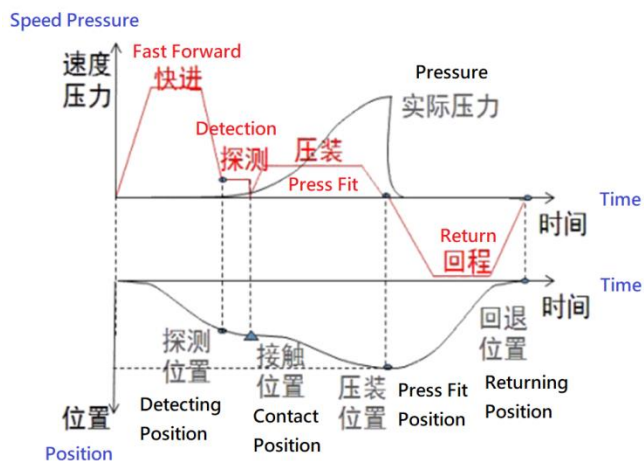 Speed Pressure
速度
压力
Fast Forward
快进
Detection
探测
压装
Press Fit
Pressure
实际压力
Time
时间
Return
回程
Time
时间
探测
位置
接触
位置
压装
位置
回退
位置
Detecting
Position
Contact
Position
Press Fit
Position
Returning
Position
位置
Position